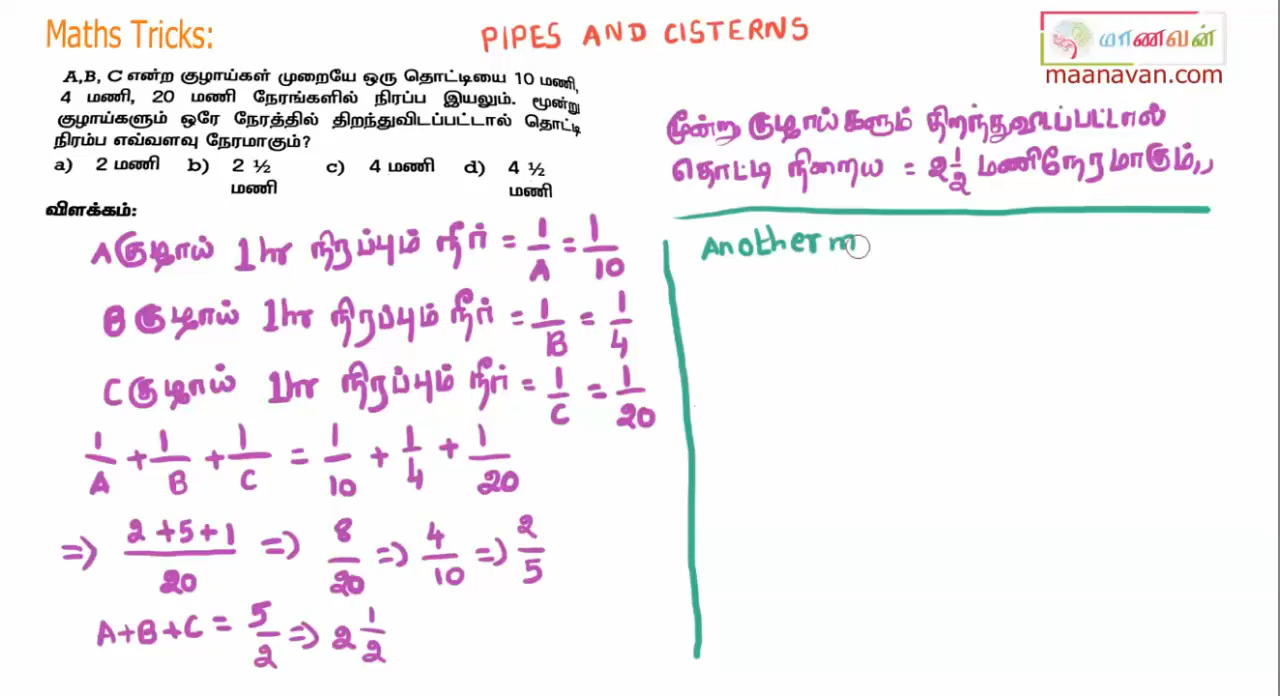 Maths Tricks:
PIPES AND CISTERNS
மாணவன்
maanavan.com
A,B, C என்ற குழாய்கள் முறையே ஒரு தொட்டியை 10 மணி,
4 மணி, 20 மணி நேரங்களில் நிரப்ப இயலும். மூன்று
குழாய்களும் ஒரே நேரத்தில் திறந்துவிடப்பட்டால் தொட்டி
நிரம்ப எவ்வளவு நேரமாகும்?
a) 2 மணி b) 2 ½ மணி c) 4 மணி d) 4 ½ மணி
விளக்கம்:
A குழாய் 1hr நிரப்பும் நீர் = 1/A = 1/10
B குழாய் 1hr நிரப்பும் நீர் = 1/B = 1/4
C குழாய் 1hr நிரப்பும் நீர் = 1/C = 1/20
1/A + 1/B + 1/C = 1/10 + 1/4 + 1/20
=> 2+5+1/20 => 8/20 => 4/10 => 2/5
A+B+C = 5/2 => 2 1/2
மூன்று குழாய்களும் திறந்துவிடப்பட்டால்
தொட்டி நிறைய = 2 1/2 மணிநேரமாகும்,,
Another m